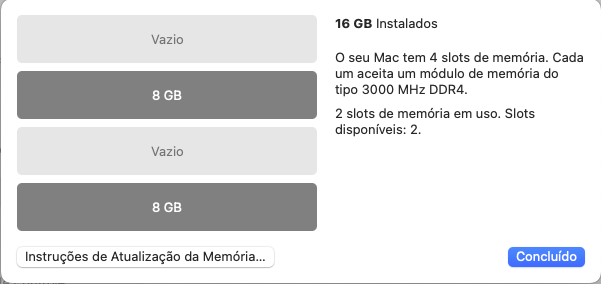 Vazio
8 GB
Vazio
8 GB
Instruções de Atualização da Memória...
16 GB Instalados
O seu Mac tem 4 slots de memória. Cada
um aceita um módulo de memória do
tipo 3000 MHz DDR4.
2 slots de memória em uso. Slots
disponíveis: 2.
Concluído